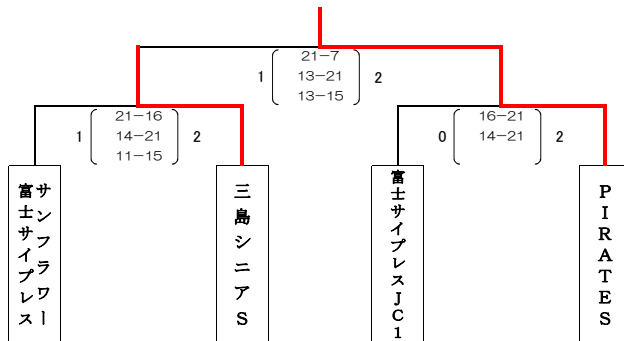 21-7
1 13-21 2
13-15
21-16
1 14-21 2
11-15
16-21
0 14-21 2
富士サイプレス
サンフラワー
三島シニアS
富士サイプレスJC1
PIRATES